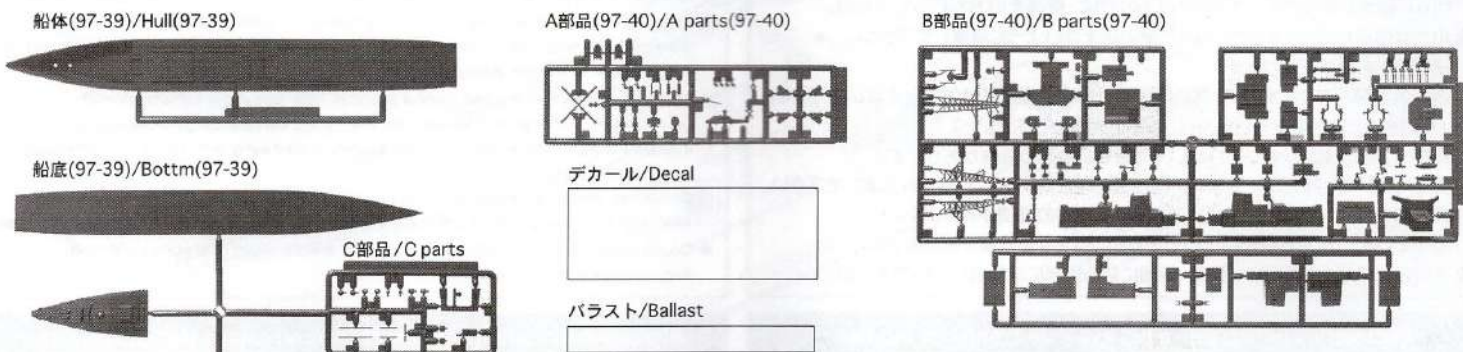 船体(97-39)/Hull(97-39)
A部品(97-40)/A parts(97-40)
B部品(97-40)/B parts(97-40)
船底(97-39)/Bottm(97-39)
デカール/Decal
C部品/C parts
バラスト/Ballast